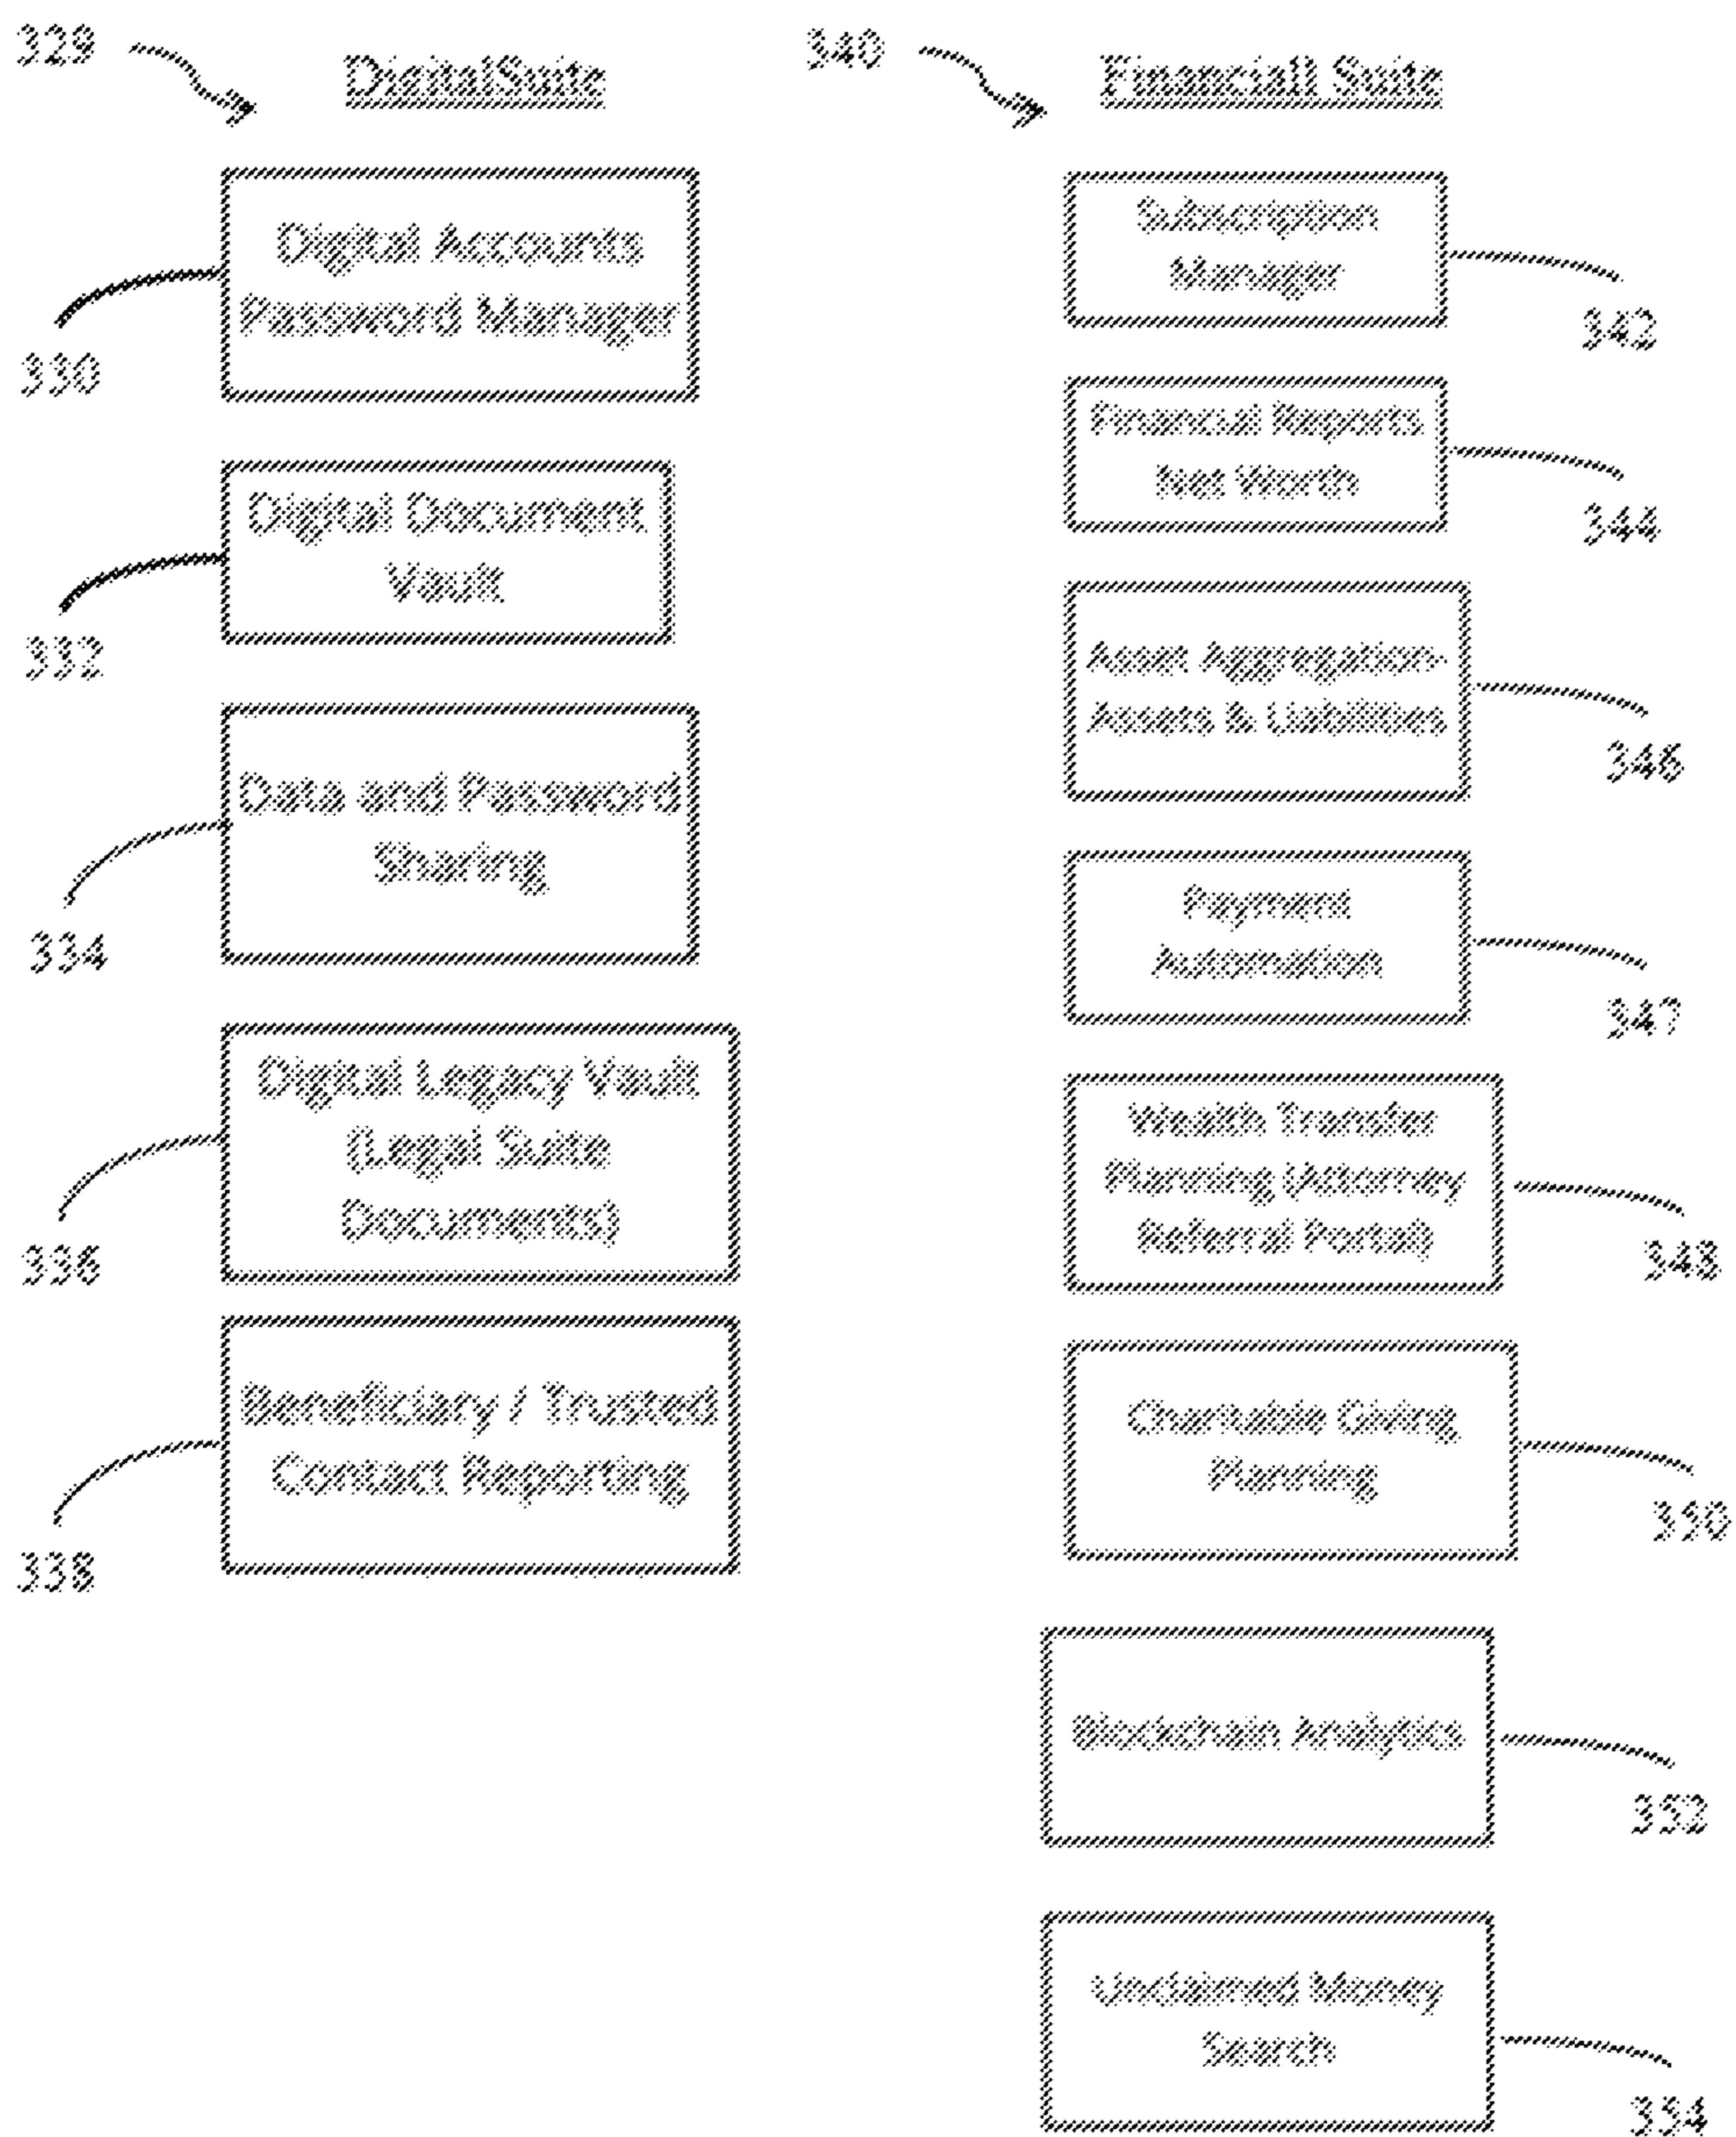 329
DigitalSuite
Digital Accounts
Password Manager
330
Digital Document
Vault
332
Data and Password
Sharing
334
Digital Legacy Vault
(Legal Suite
Documents)
336
Beneficiary / Trusted
Contact Reporting
338
340
Financiall Suite
Subscription
Manager
342
Financial Reports
Net Worth
344
Asset Aggregation-
Assets & Liabilities
346
Payment
Automation
347
Wealth Transfer
Planning (Attorney
Referral Portal)
348
Charitable Giving
Planning
350
Blockchain Analytics
352
Unclaimed Money
Search
354